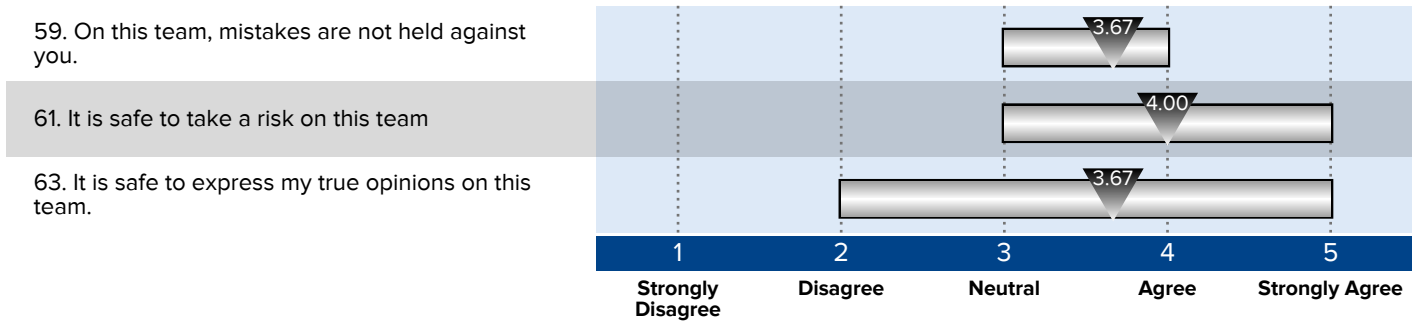 59. On this team, mistakes are not held against
you.
3.67
61. It is safe to take a risk on this team
4.00
63. It is safe to express my true opinions on this
team.
3.67
1 2 3 4 5
Strongly Disagree Disagree Neutral Agree Strongly Agree